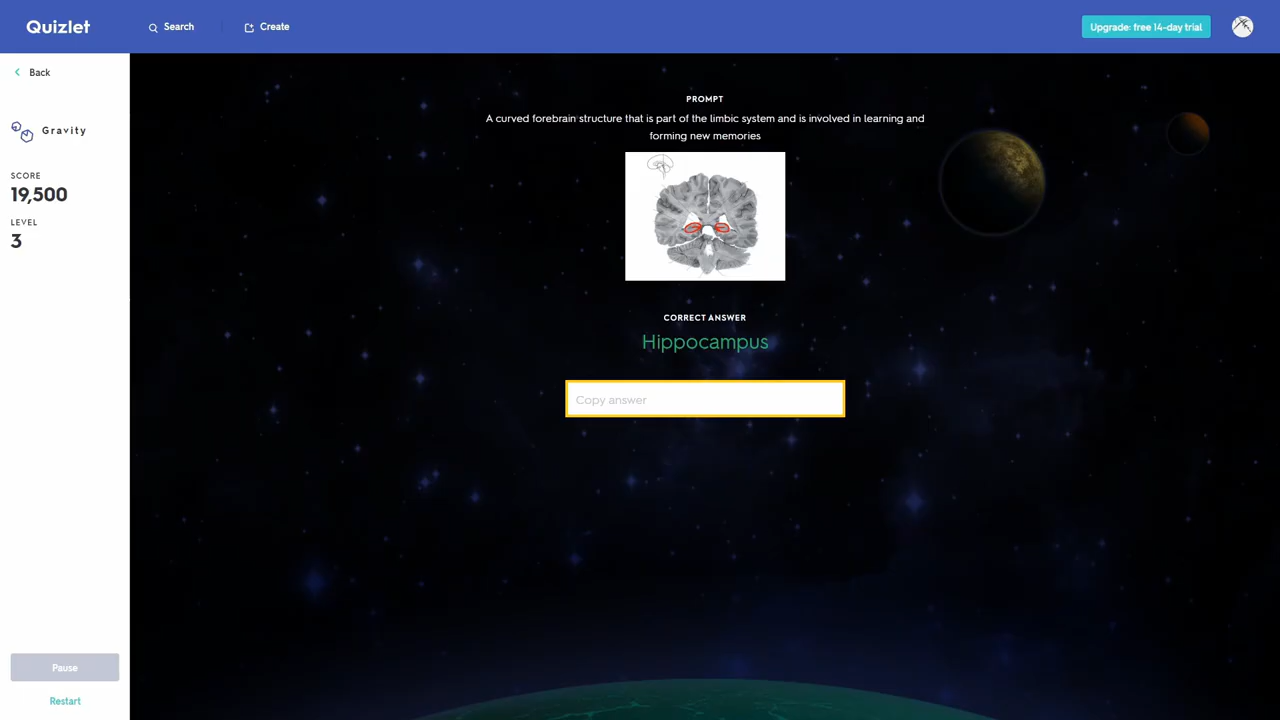 Quizlet
Search
Create
Upgrade: free 14-day trial
Back
Gravity
SCORE
19,500
LEVEL
3
PROMPT
A curved forebrain structure that is part of the limbic system and is involved in learning and
forming new memories
CORRECT ANSWER
Hippocampus
Copy answer
Pause
Restart